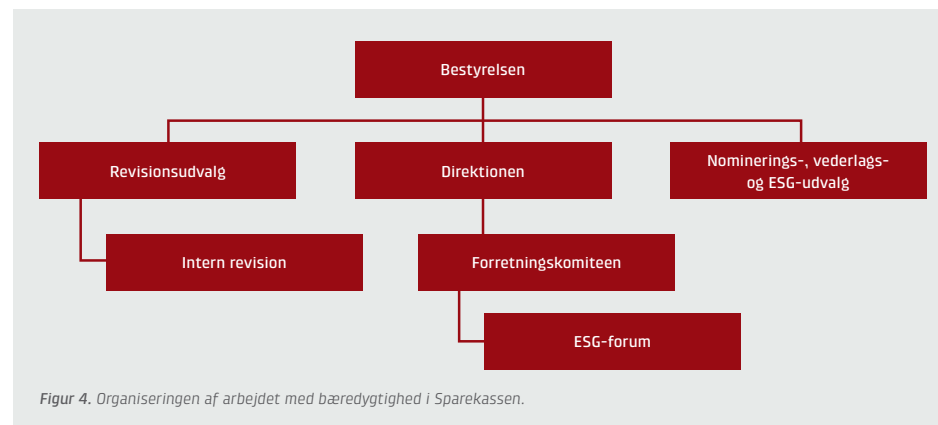 Bestyrelsen
Revisionsudvalg
Direktionen
Nominerings-, vederlags-
og ESG-udvalg
Intern revision
Forretningskomiteen
ESG-forum
Figur 4. Organiseringen af arbejdet med bæredygtighed i Sparekassen.